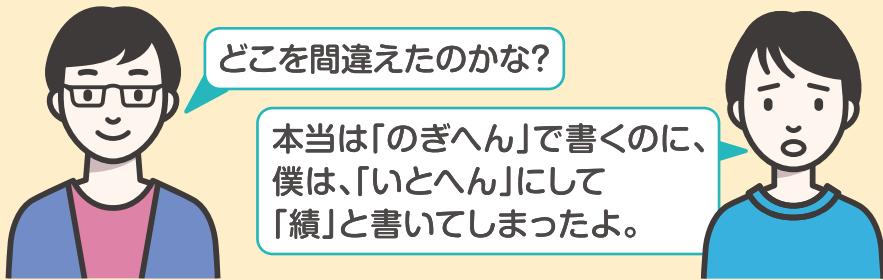 どこを間違えたのかな?
本当は「のぎへん」で書くのに、
僕は、「いとへん」にして
「績」と書いてしまったよ。